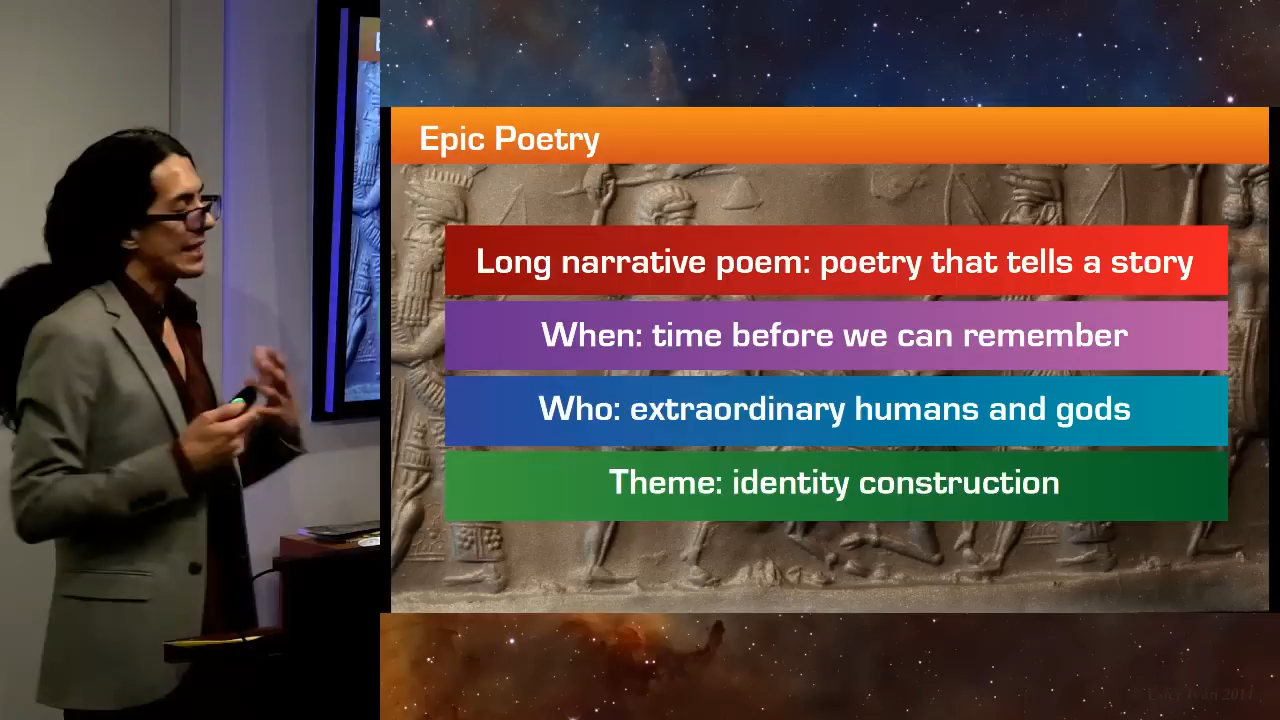 Epic Poetry
Long narrative poem: poetry that tells a story
When: time before we can remember
Who: extraordinary humans and gods
Theme: identity construction
2011